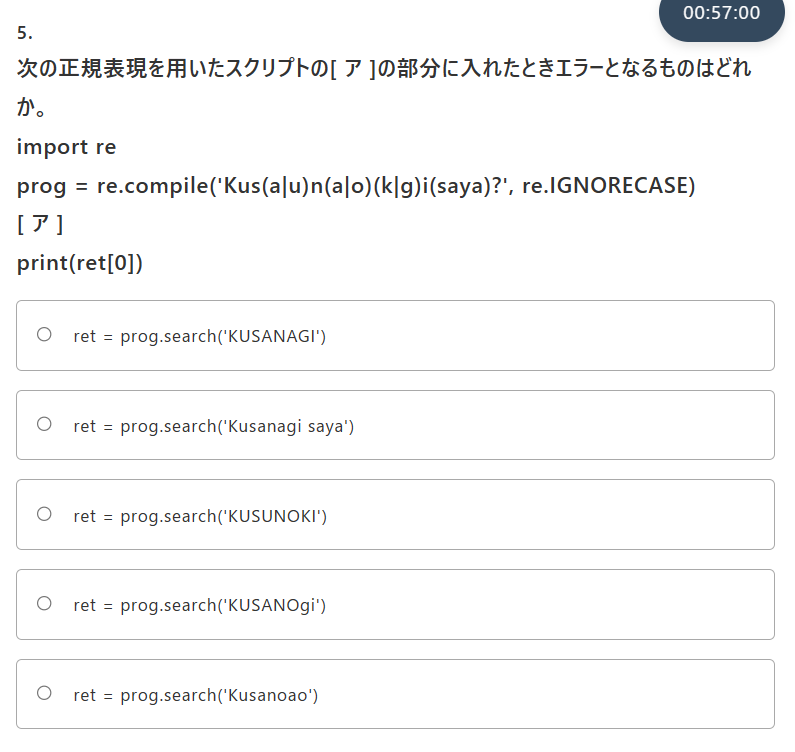 00:57:00
5.
次の正規表現を用いたスクリプトの[ ア ]の部分に入れたときエラーとなるものはどれ
か。
import re
prog = re.compile('Kus(a|u)n(a|o)(k|g)i(saya)?', re.IGNORECASE)
[ ア ]
print(ret[0])
ret = prog.search('KUSANAGI')
ret = prog.search('Kusanagi saya')
ret = prog.search('KUSUNOKI')
ret = prog.search('KUSANOgi')
ret = prog.search('Kusanoao')